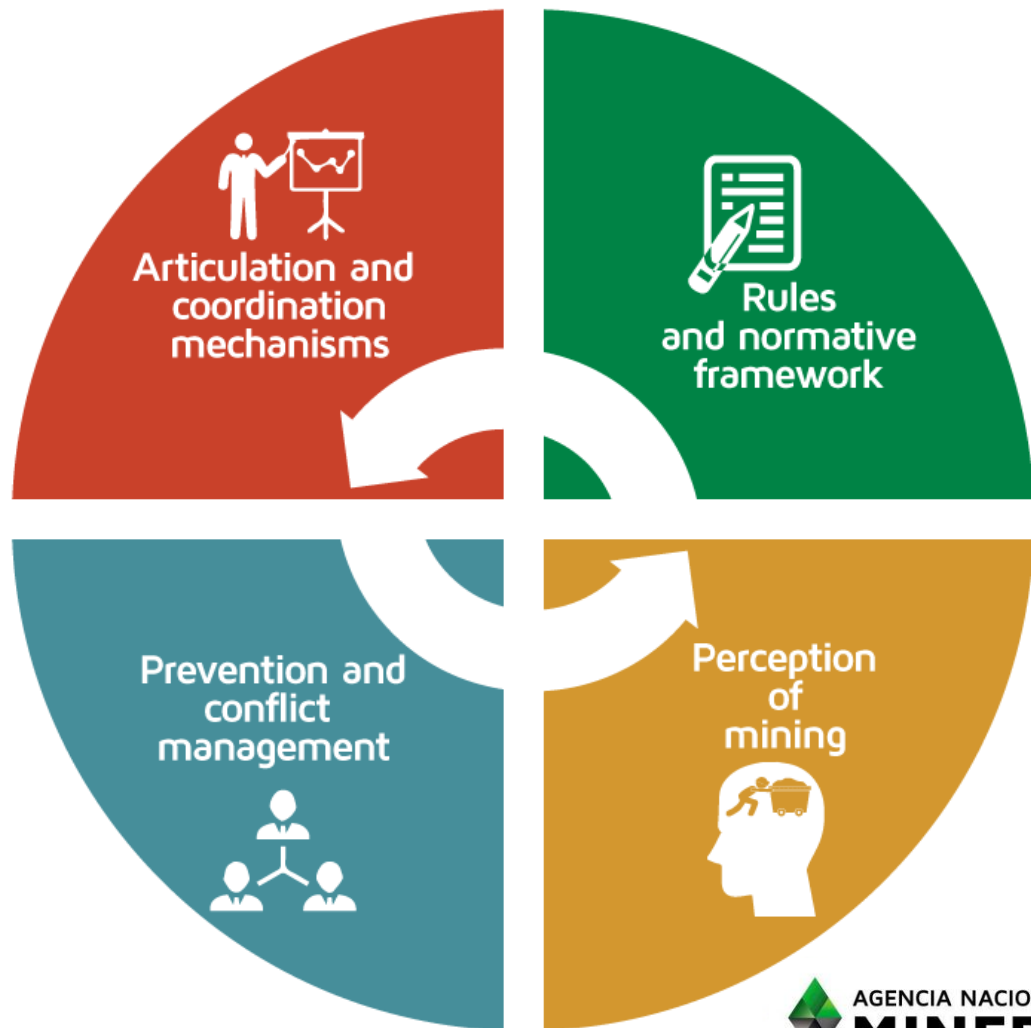 Articulation and
coordination
mechanisms
Rules
and normative
framework
Prevention and
conflict
management
Perception
of
mining
AGENCIA NACIO